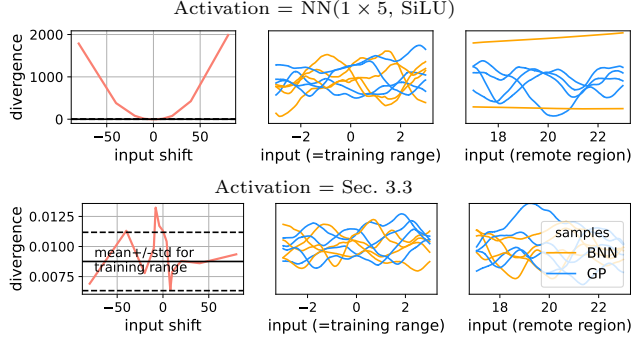 Activation = NN(1 × 5, SiLU)
divergence
2000
1000
0
−50 0 50
input shift
−2 0 2
input (=training range)
18 20 22
input (remote region)
Activation = Sec. 3.3
divergence
0.0125
0.0100
0.0075
mean+/-std for
training range
−50 0 50
input shift
−2 0 2
input (=training range)
samples
BNN
GP
18 20 22
input (remote region)